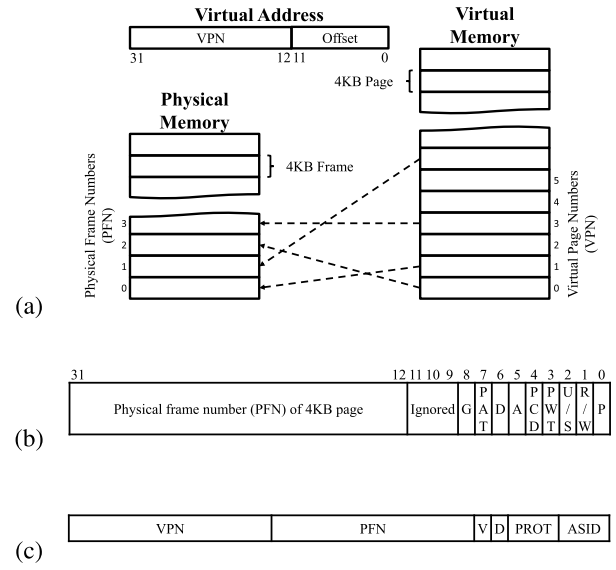 Virtual Address
VPN Offset
31 12 11 0
Virtual
Memory
4KB Page
Physical
Memory
4KB Frame
Physical Frame Numbers
(PFN)
3
2
1
0
5
4
3
2
1
0
Virtual Page Numbers
(VPN)
(a)
31 12 11 10 9 8 7 6 5 4 3 2 1 0
Physical frame number (PFN) of 4KB page Ignored G PAT D A PCD PWT U/S R/W P
(b)
VPN PFN V D PROT ASID
(c)